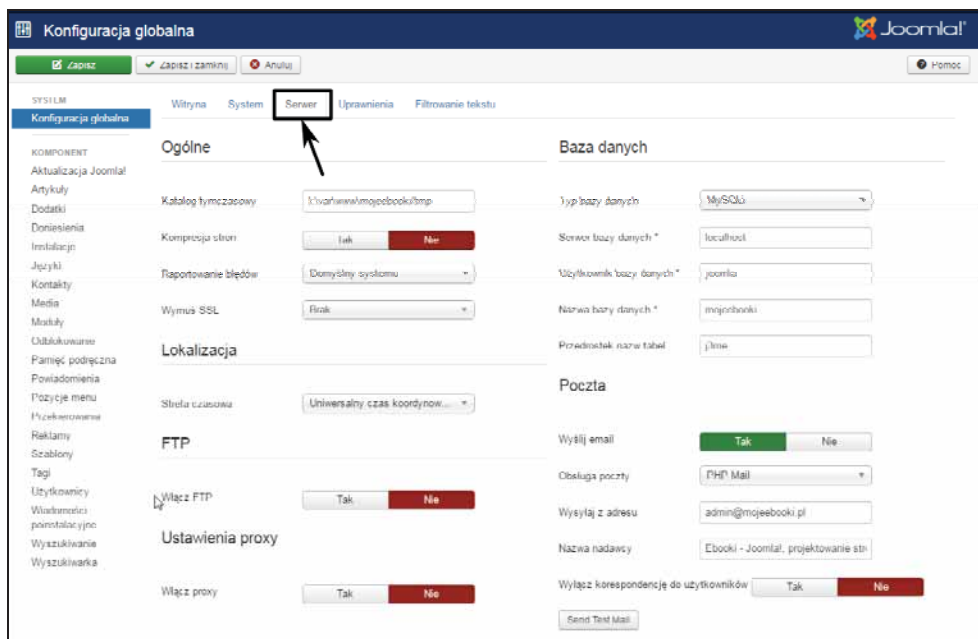 Konfiguracja globalna
Joomla!
Zapisz
Zapisz i zamknij
Anuluj
Pomoc
SYSTEM
Konfiguracja globalna
KOMPONENT
Aktualizacja Joomla!
Artykuły
Dodatki
Doniesienia
Instalacje
Języki
Kontakty
Media
Moduły
Odblokowanie
Pamięć podręczna
Powiadomienia
Pozycje menu
Przekierowania
Reklamy
Szablony
Tagi
Użytkownicy
Wiadomości
poinstalacyjne
Wyszukiwanie
Wyszukiwarka
Witryna
System
Serwer
Uprawnienia
Filtrowanie tekstu
Ogólne
Katalog tymczasowy
Kompresja stron
Tak
Nie
Raportowanie błędów
Domyślny systemu
Wymuś SSL
Brak
Lokalizacja
Strefa czasowa
Uniwersalny czas koordynow...
FTP
Włącz FTP
Tak
Nie
Ustawienia proxy
Włącz proxy
Tak
Nie
Baza danych
Typ bazy danych
MySQLi
Serwer bazy danych *
localhost
Użytkownik bazy danych *
joomla
Nazwa bazy danych *
mojeebooki
Przedrostek nazw tabel
Poczta
Wyślij email
Tak
Nie
Obsługa poczty
PHP Mail
Wysyłaj z adresu
admin@mojeebooki.pl
Nazwa nadawcy
Ebooki - Joomla!, projektowanie str
Wyłącz korespondencję do użytkowników
Tak
Nie
Send Test Mail